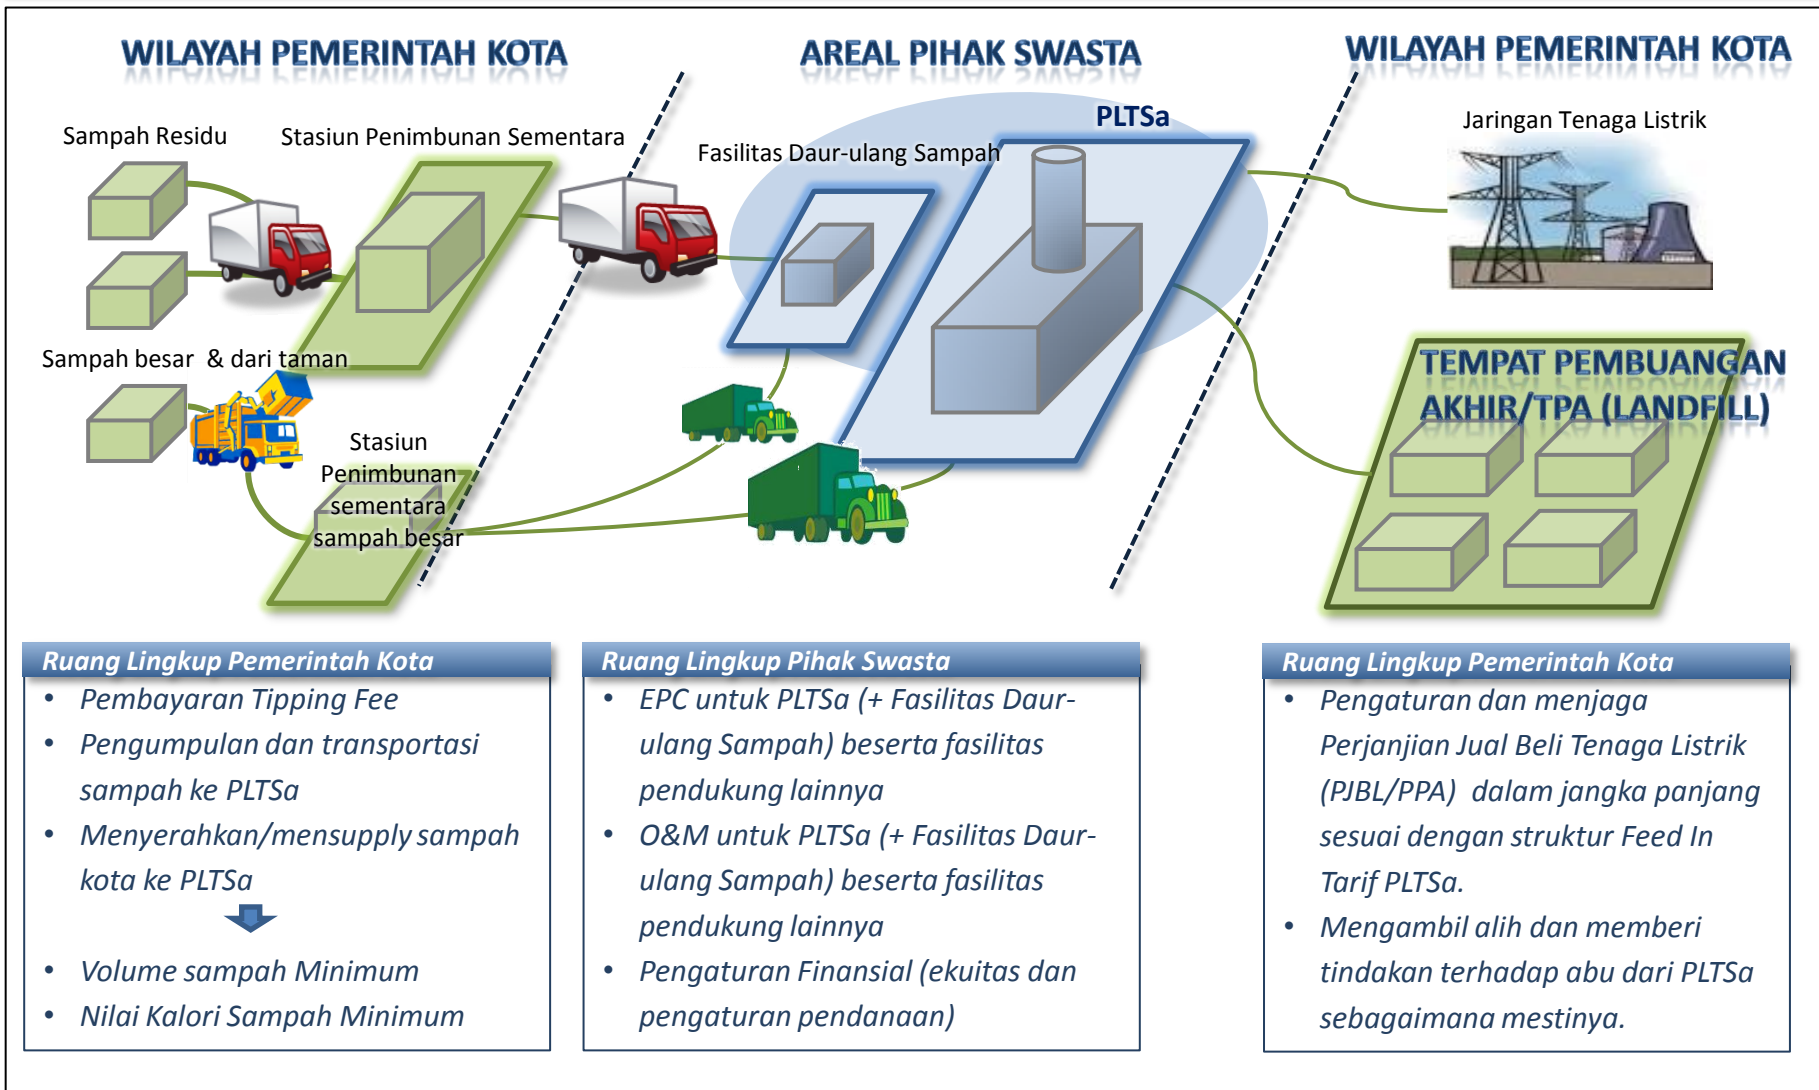 WILAYAH PEMERINTAH KOTA
AREAL PIHAK SWASTA
WILAYAH PEMERINTAH KOTA
Sampah Residu
Stasiun Penimbunan Sementara
Fasilitas Daur-ulang Sampah
PLTSa
Jaringan Tenaga Listrik
Sampah besar & dari taman
Stasiun
Penimbunan
sementara
sampah besar
TEMPAT PEMBUANGAN
AKHIR/TPA (LANDFILL)
Ruang Lingkup Pemerintah Kota
• Pembayaran Tipping Fee
• Pengumpulan dan transportasi
sampah ke PLTSa
• Menyerahkan/mensupply sampah
kota ke PLTSa
• Volume sampah Minimum
• Nilai Kalori Sampah Minimum
Ruang Lingkup Pihak Swasta
• EPC untuk PLTSa (+ Fasilitas Daur-
ulang Sampah) beserta fasilitas
pendukung lainnya
• O&M untuk PLTSa (+ Fasilitas Daur-
ulang Sampah) beserta fasilitas
pendukung lainnya
• Pengaturan Finansial (ekuitas dan
pengaturan pendanaan)
Ruang Lingkup Pemerintah Kota
• Pengaturan dan menjaga
Perjanjian Jual Beli Tenaga Listrik
(PJBL/PPA) dalam jangka panjang
sesuai dengan struktur Feed In
Tarif PLTSa.
• Mengambil alih dan memberi
tindakan terhadap abu dari PLTSa
sebagaimana mestinya.